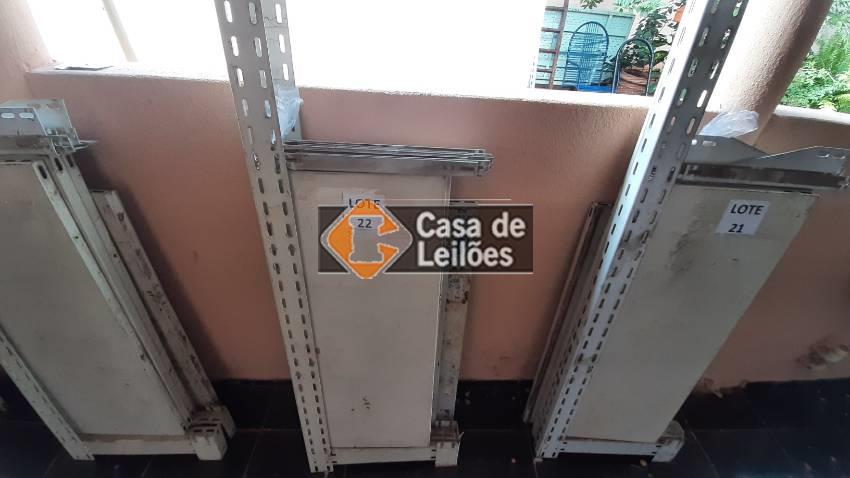 LOTE
22
Casa de
Leilões
LOTE
21